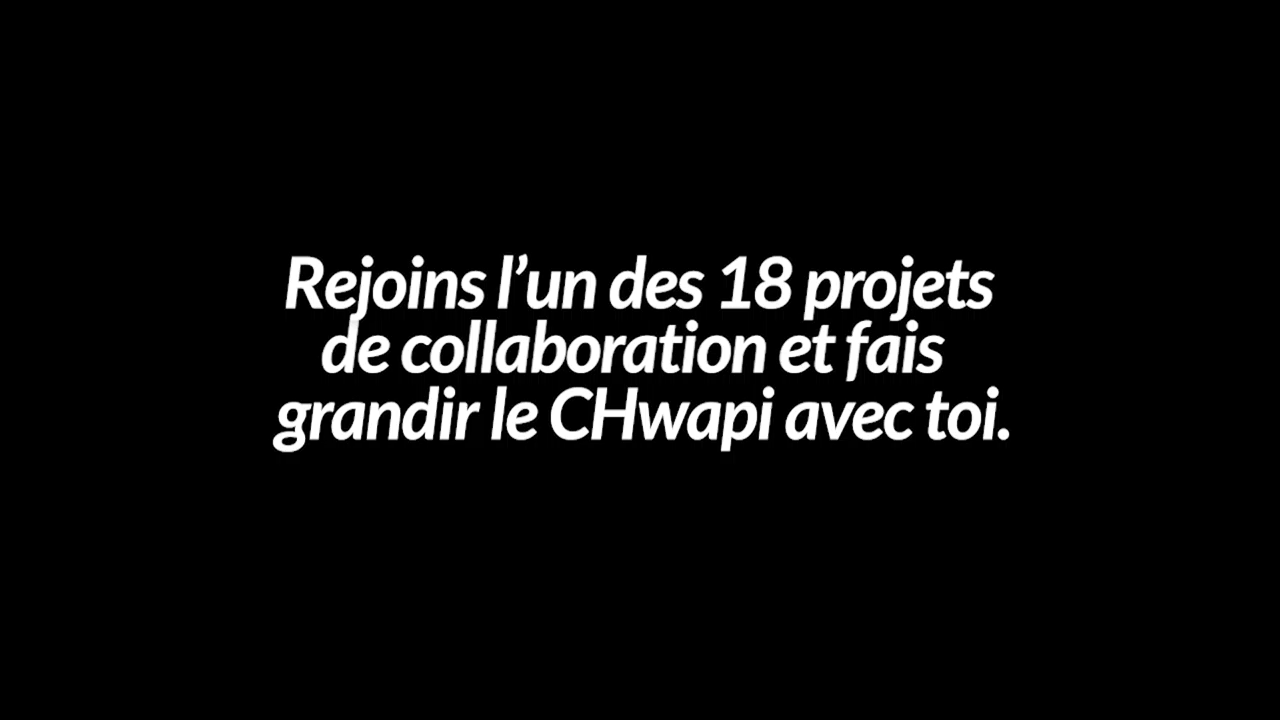 Rejoins l’un des 18 projets
de collaboration et fais
grandir le CHwapi avec toi.